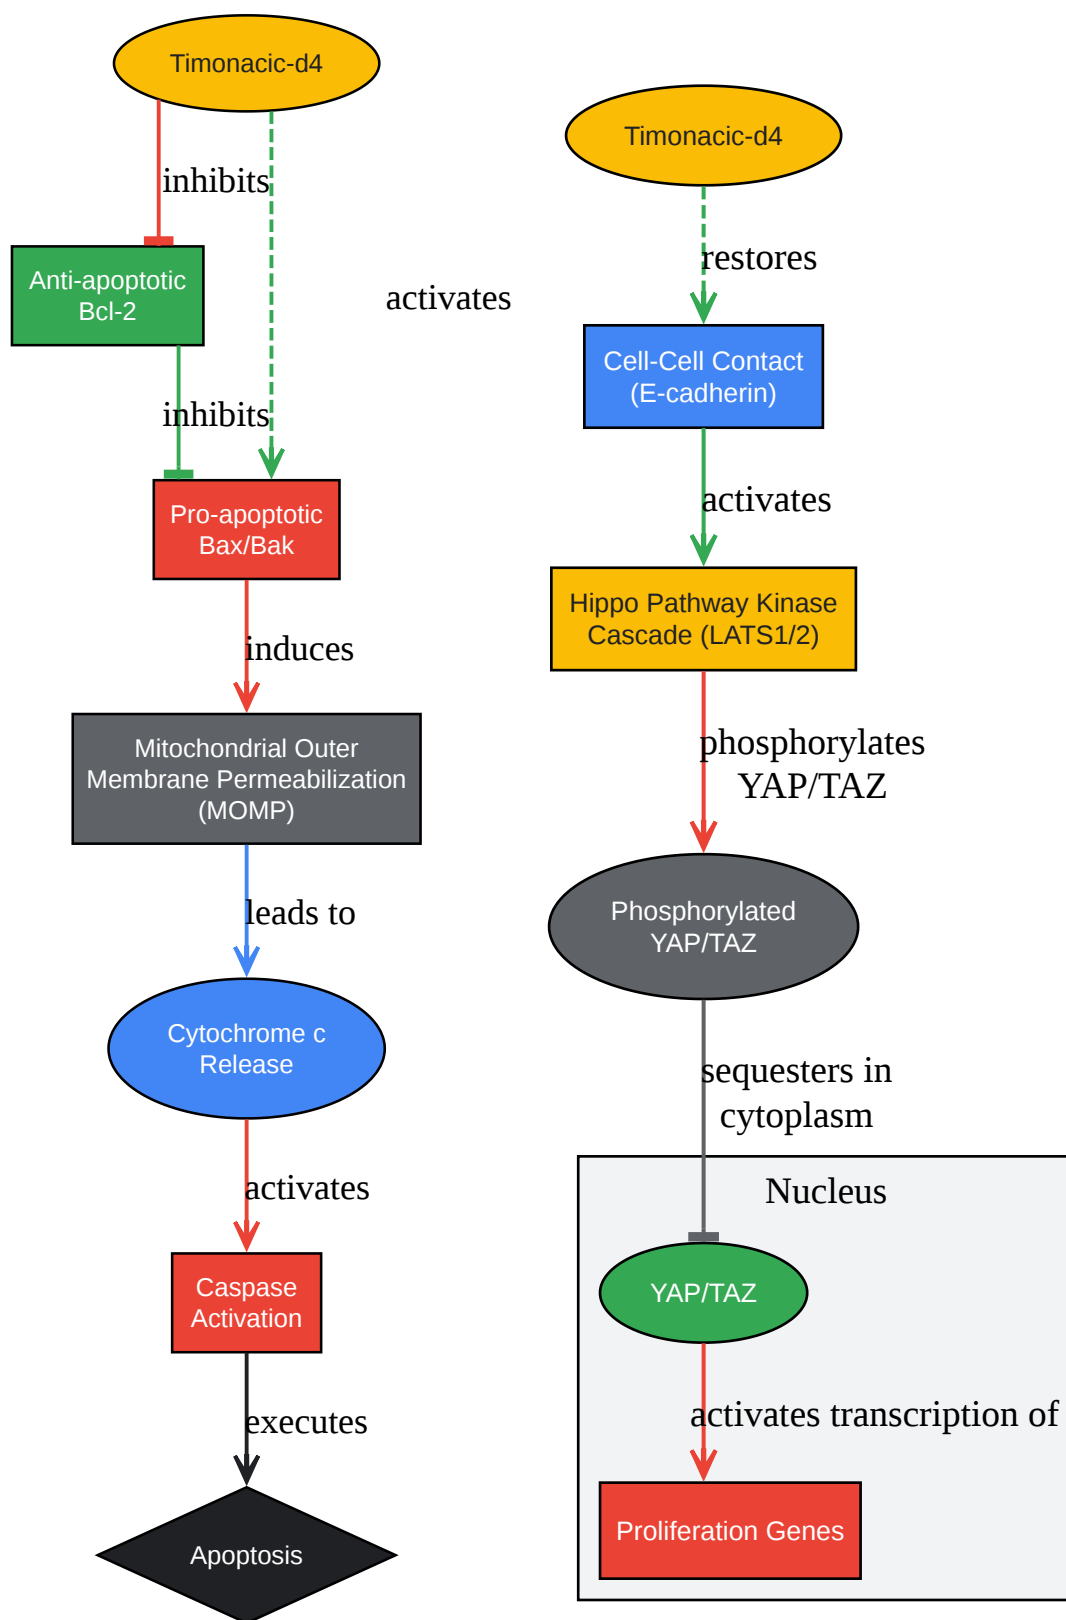 Timonacic-d4
inhibits
Anti-apoptotic
Bcl-2
activates
inhibits
Pro-apoptotic
Bax/Bak
induces
Mitochondrial Outer
Membrane Permeabilization
(MOMP)
leads to
Cytochrome c
Release
activates
Caspase
Activation
executes
Apoptosis
Timonacic-d4
restores
Cell-Cell Contact
(E-cadherin)
activates
Hippo Pathway Kinase
Cascade (LATS1/2)
phosphorylates
YAP/TAZ
Phosphorylated
YAP/TAZ
sequesters in
cytoplasm
Nucleus
YAP/TAZ
activates transcription of
Proliferation Genes